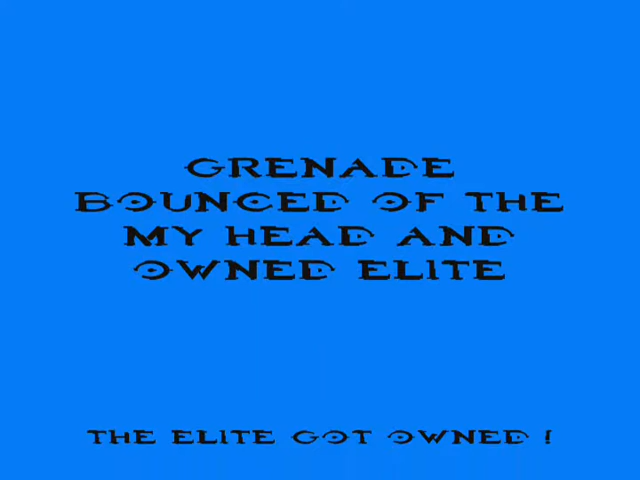 GRENADE
BOUNCED OF THE
MY HEAD AND
OWNED ELITE
THE ELITE GOT OWNED !